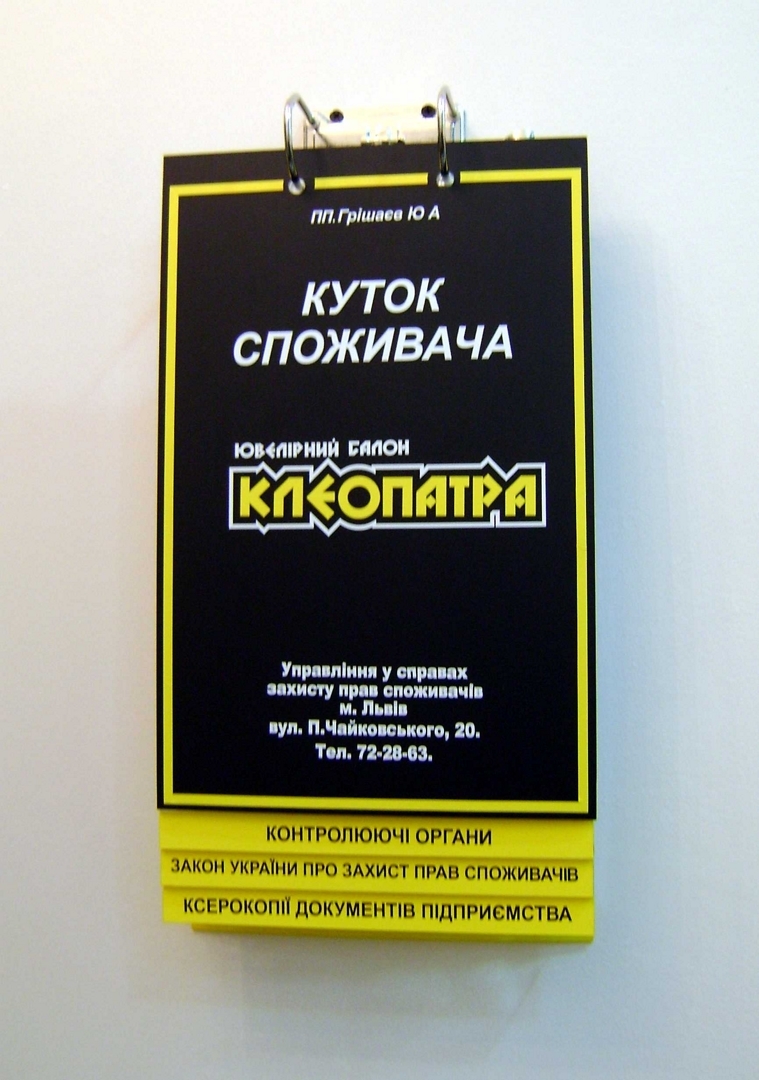 ПП.Грішаєв Ю А
КУТОК
СПОЖИВАЧА
ЮВЕЛІРНИЙ САЛОН
КЛЕОПАТРА
Управління у справах
захисту прав споживачів
м. Львів
вул. П.Чайковського, 20.
Тел. 72-28-63.
КОНТРОЛЮЮЧІ ОРГАНИ
ЗАКОН УКРАЇНИ ПРО ЗАХИСТ ПРАВ СПОЖИВАЧІВ
КСЕРОКОПІЇ ДОКУМЕНТІВ ПІДПРИЄМСТВА